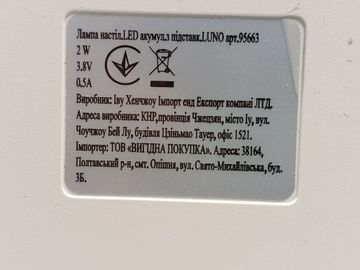 Лампа настіл.LED акумул.з підставк.LUNO арт.95663
2 W
3,8V
0,5A
Виробник: Іву Хенчжоу Імпорт енд Експорт компані ЛТД.
Адреса виробника: КНР,провінція Чжецзян, місто Іу, вул.
Чоучжоу Бей Лу, будівля Цзіньмао Тауер, офіс 1521.
Імпортер: ТОВ «ВИГІДНА ПОКУПКА». Адреса: 38164,
Полтавський р-н, смт. Опішня, вул. Свято-Михайлівська, буд.
3Б.